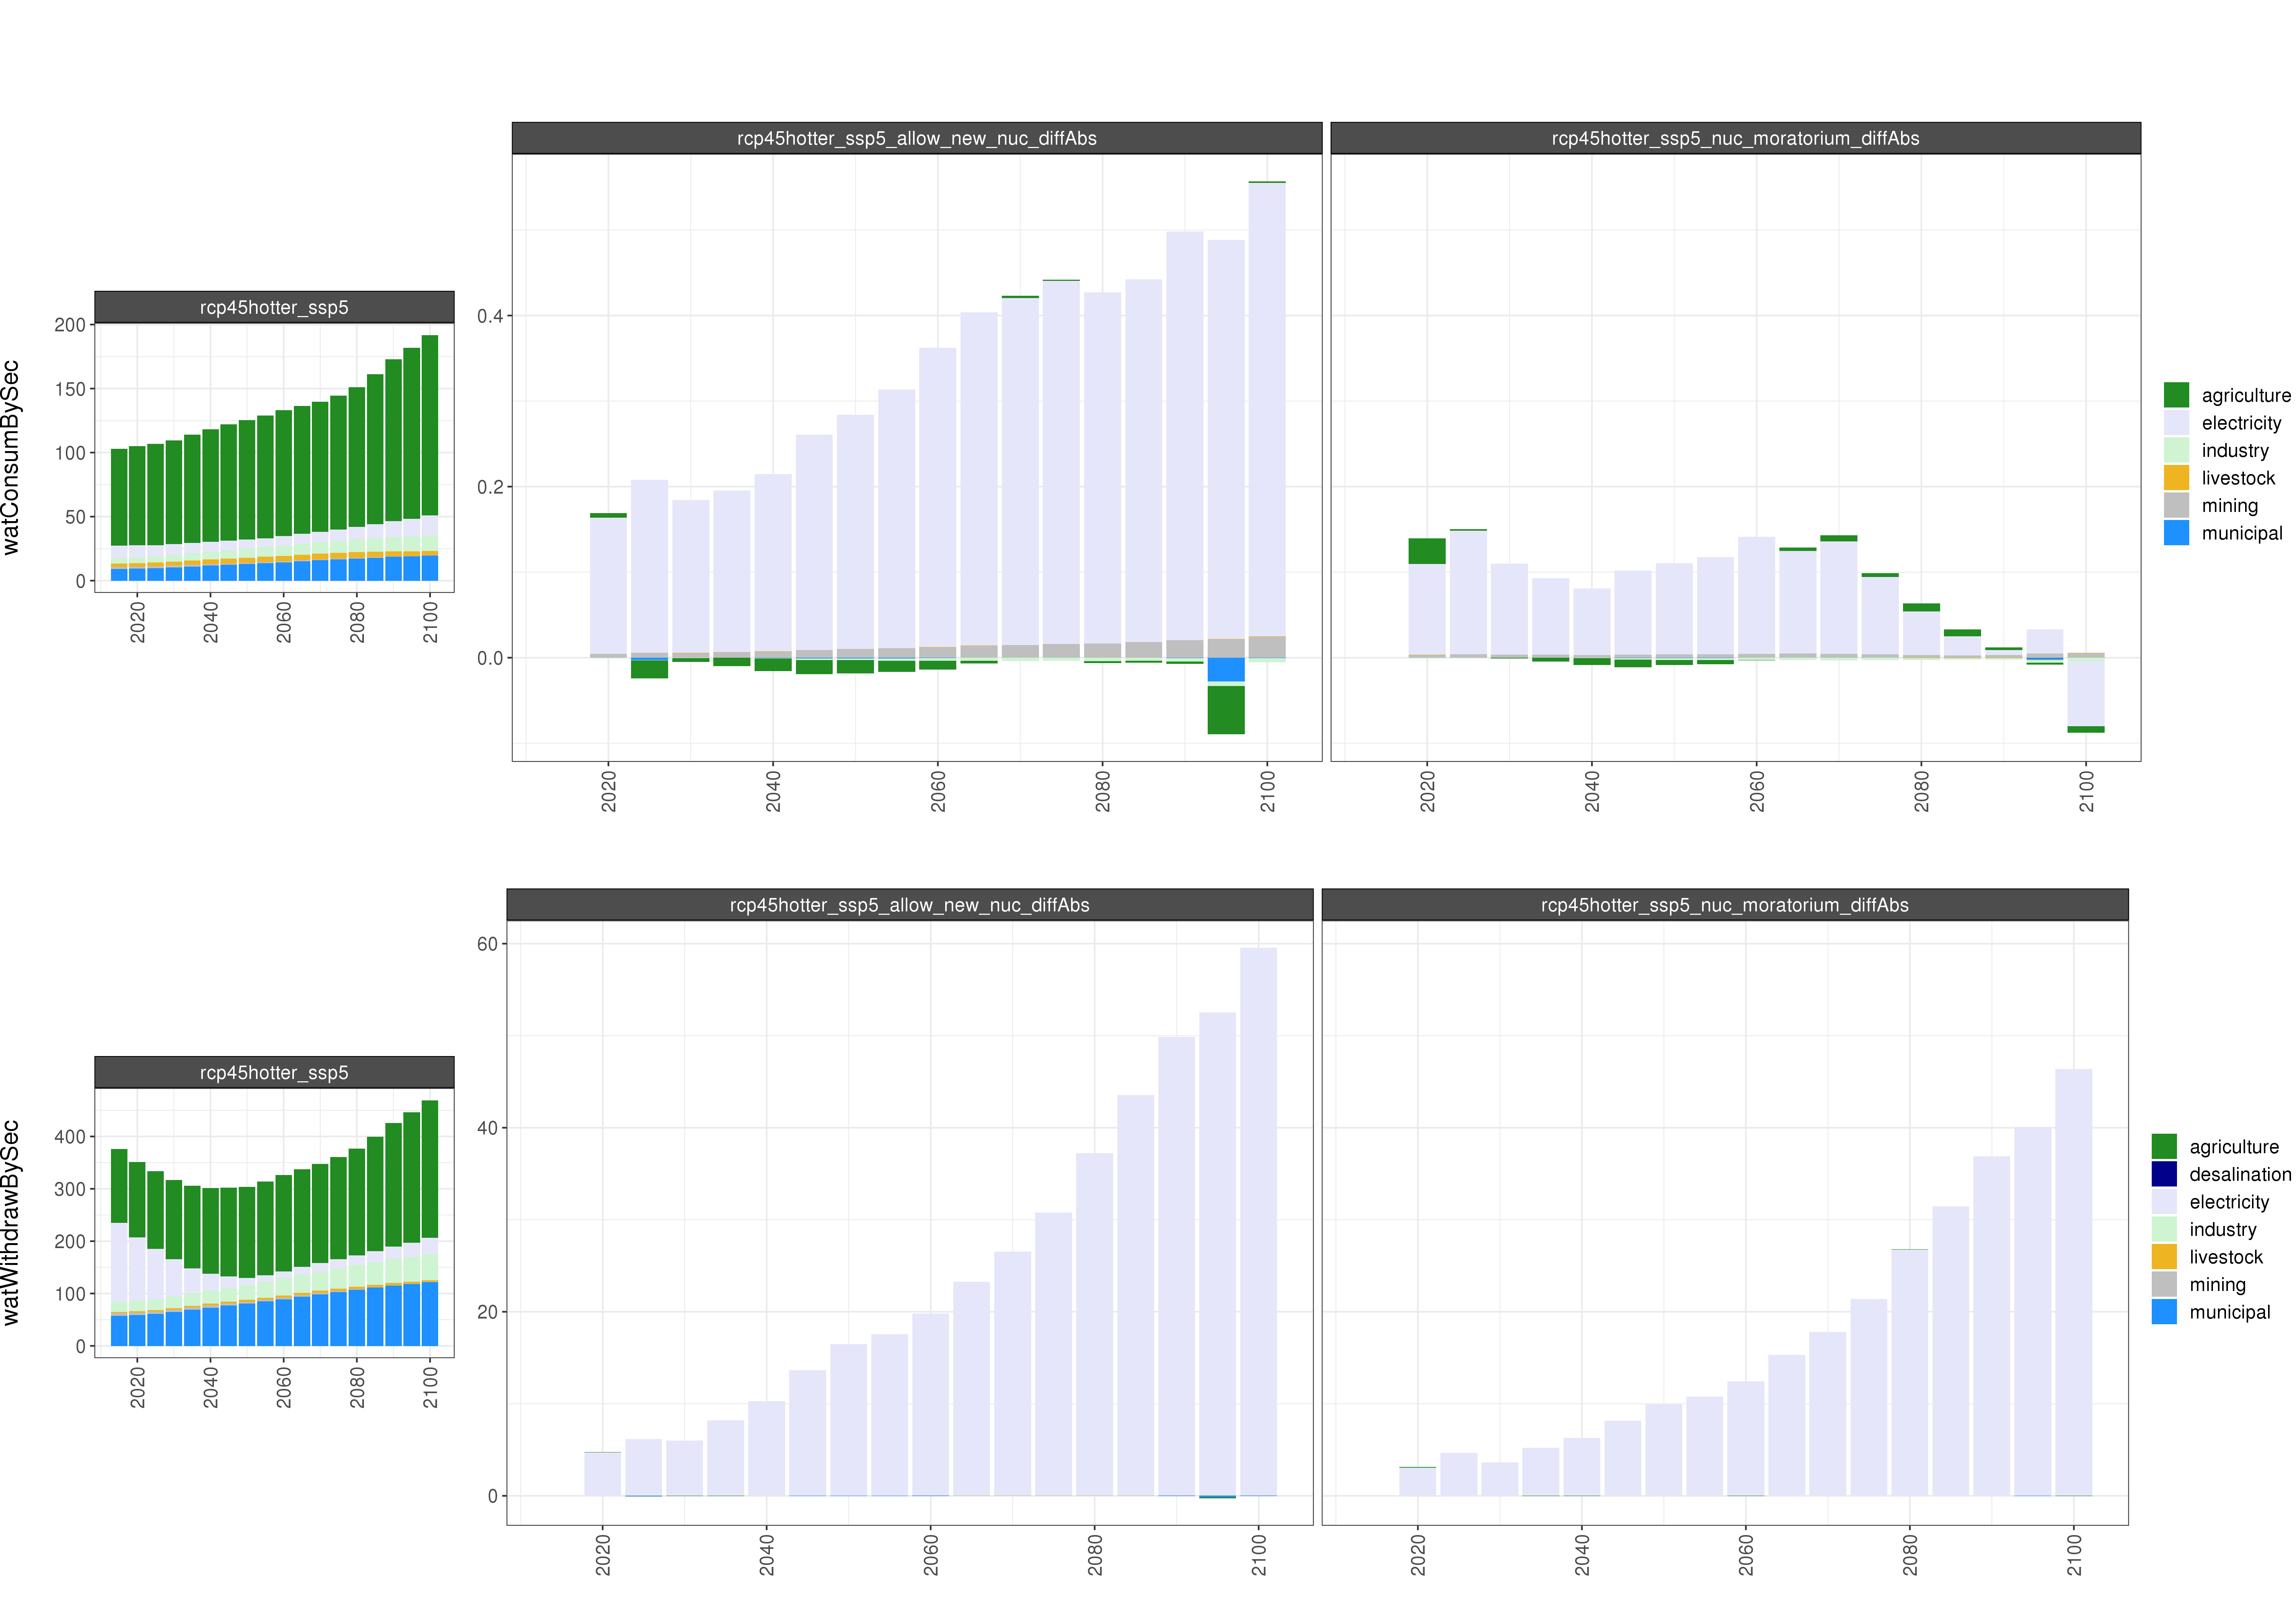 rcp45hotter_ssp5_allow_new_nuc_diffAbs
rcp45hotter_ssp5_nuc_moratorium_diffAbs
rcp45hotter_ssp5
watConsumBySec
200
150
100
50
0
2020
2040
2060
2080
2100
0.4
0.2
0.0
2020
2040
2060
2080
2100
2020
2040
2060
2080
2100
agriculture
electricity
industry
livestock
mining
municipal
rcp45hotter_ssp5_allow_new_nuc_diffAbs
rcp45hotter_ssp5_nuc_moratorium_diffAbs
rcp45hotter_ssp5
watWithdrawBySec
400
300
200
100
0
2020
2040
2060
2080
2100
60
40
20
0
2020
2040
2060
2080
2100
2020
2040
2060
2080
2100
agriculture
desalination
electricity
industry
livestock
mining
municipal